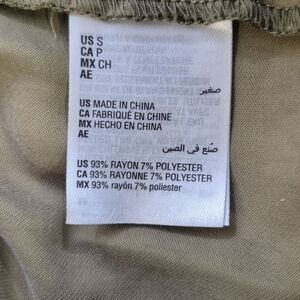 US S
CA P
MX CH
AE
صغير
US MADE IN CHINA
CA FABRIQUÉ EN CHINE
MX HECHO EN CHINA
AE
صُنع في الصين
US 93% RAYON 7% POLYESTER
CA 93% RAYONNE 7% POLYESTER
MX 93% rayón 7% poliester